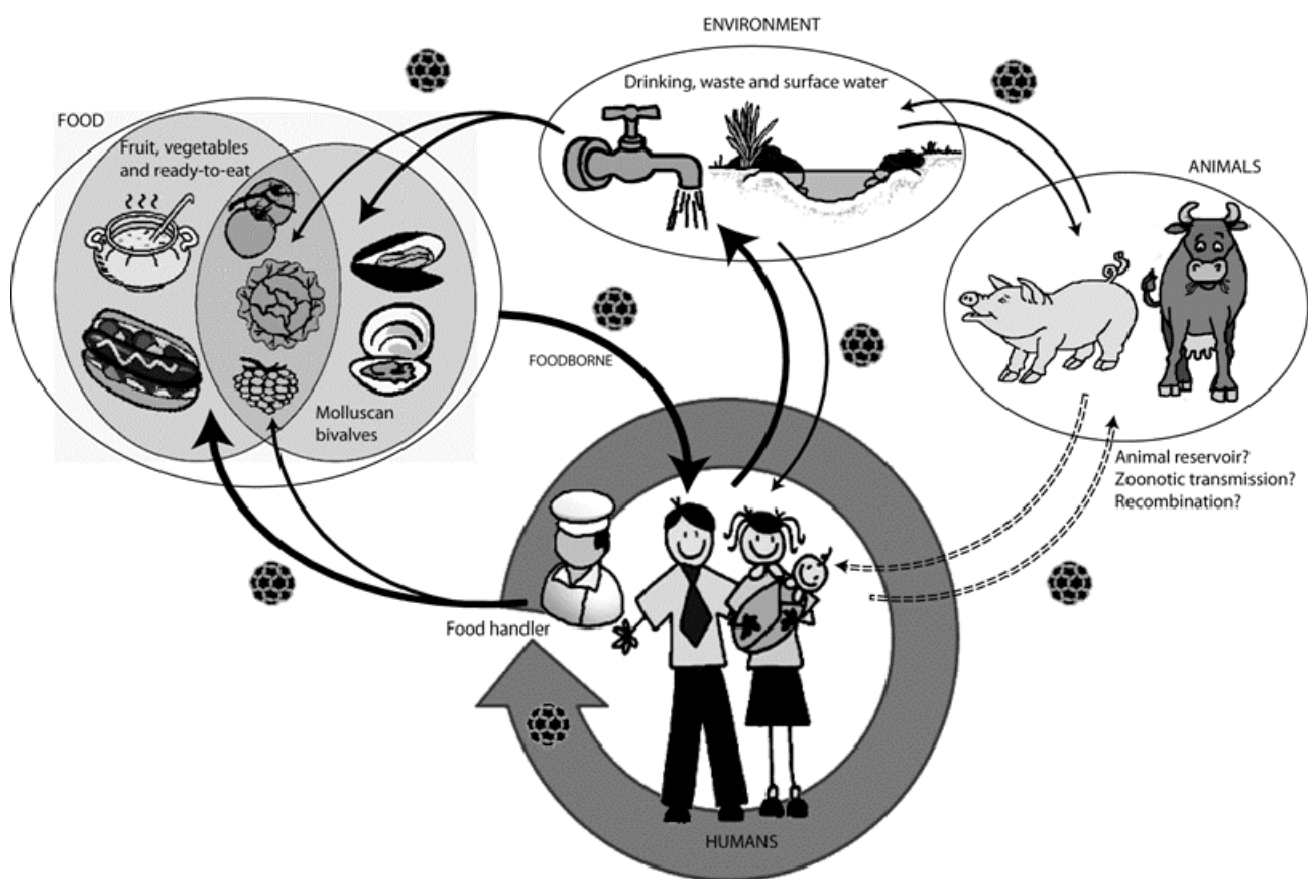 ENVIRONMENT
Drinking, waste and surface water
FOOD
Fruit, vegetables
and ready-to-eat
ANIMALS
FOODBORNE
Molluscan
bivalves
Animal reservoir?
Zoonotic transmission?
Recombination?
Food handler
HUMANS